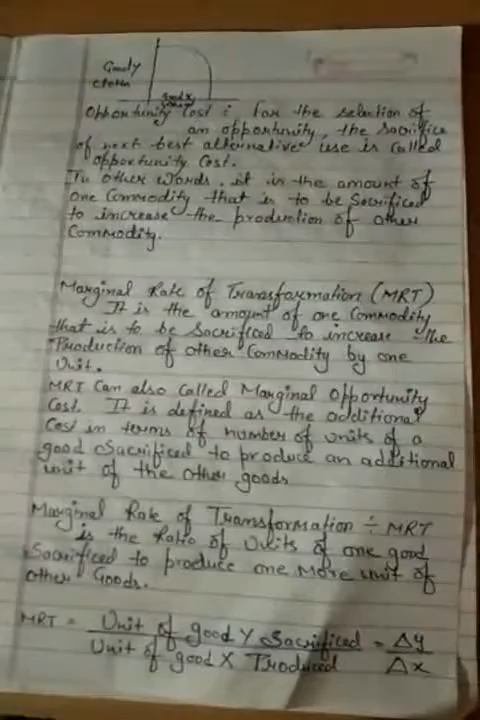 Good y
cloth
good x
Opportunity Cost : For the selection of
an opportunity, the sacrifice
of next best alternative use is called
opportunity Cost.
In other words, it is the amount of
one Commodity that is to be Sacrificed
to increase the production of other
Commodity.
Marginal Rate of Transformation (MRT)
It is the amount of one commodity
that is to be sacrificed to increase the
Production of other Commodity by one
Unit.
MRT Can also called Marginal Opportunity
Cost. It is defined as the additional
Cost in terms of number of units of a
good Sacrificed to produce an additional
unit of the other goods
Marginal Rate of Transformation ÷ MRT
is the Ratio of Units of one good
Sacrificed to produce one More unit of
other Goods.
MRT = Unit of good Y Sacrificed = Δy
Unit of good X Produced Δx